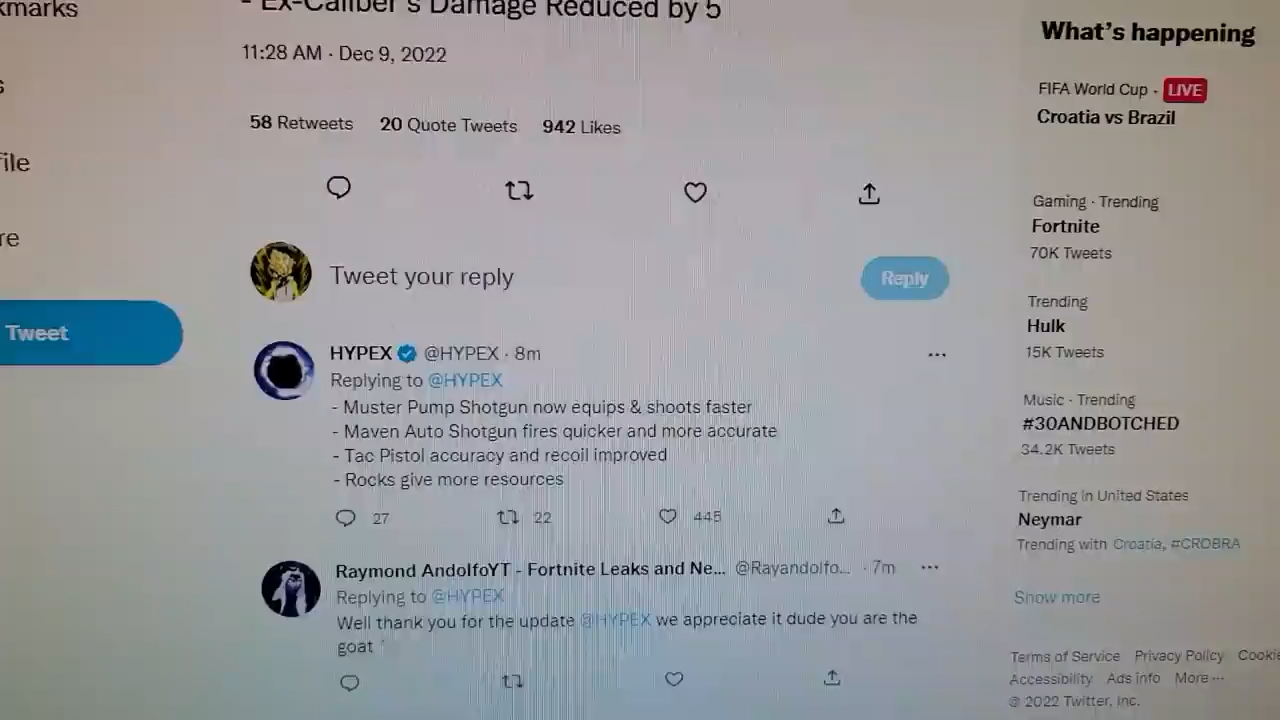 kmarks
- Ex-Caliber's Damage Reduced by 5
11:28 AM · Dec 9, 2022
58 Retweets 20 Quote Tweets 942 Likes
file
re
Tweet
Tweet your reply
Reply
HYPEX @HYPEX · 8m
Replying to @HYPEX
- Muster Pump Shotgun now equips & shoots faster
- Maven Auto Shotgun fires quicker and more accurate
- Tac Pistol accuracy and recoil improved
- Rocks give more resources
27 22 445
Raymond AndolfoYT - Fortnite Leaks and Ne... @Rayandolfo... · 7m
Replying to @HYPEX
Well thank you for the update @HYPEX we appreciate it dude you are the
goat
What's happening
FIFA World Cup · LIVE
Croatia vs Brazil
Gaming · Trending
Fortnite
70K Tweets
Trending
Hulk
15K Tweets
Music · Trending
#30ANDBOTCHED
34.2K Tweets
Trending in United States
Neymar
Trending with Croatia, #CROBRA
Show more
Terms of Service Privacy Policy Cookie
Accessibility Ads info More ···
© 2022 Twitter, Inc.